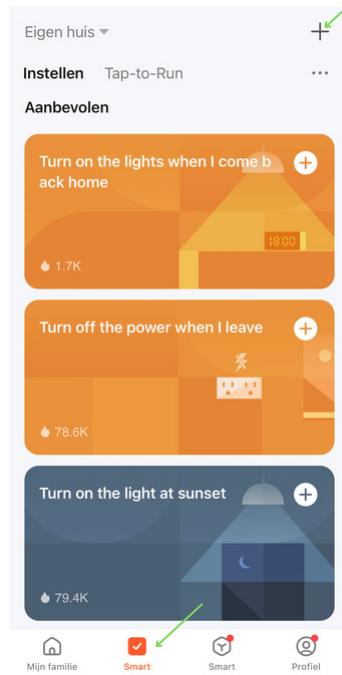 Eigen huis
Instellen Tap-to-Run
Aanbevolen
Turn on the lights when I come b
ack home
18:00
1.7K
Turn off the power when I leave
78.6K
Turn on the light at sunset
79.4K
Mijn familie Smart Smart Profiel